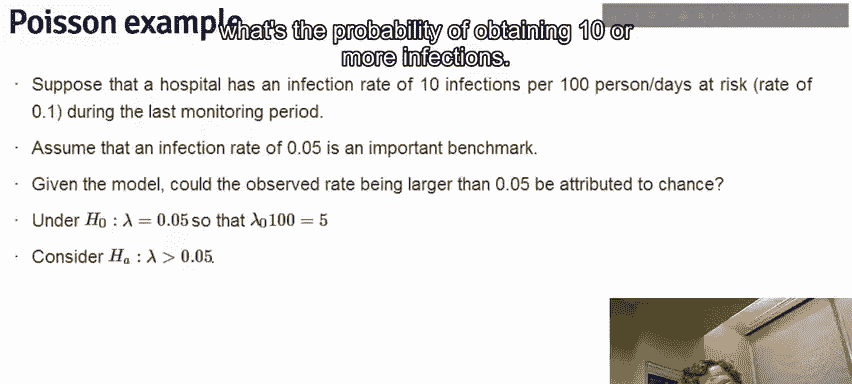 Poisson example
what's the probability of obtaining 10 or
more infections.
· Suppose that a hospital has an infection rate of 10 infections per 100 person/days at risk (rate of
0.1) during the last monitoring period.
· Assume that an infection rate of 0.05 is an important benchmark.
· Given the model, could the observed rate being larger than 0.05 be attributed to chance?
· Under H₀ : λ = 0.05 so that λ₀100 = 5
· Consider Hₐ : λ > 0.05.